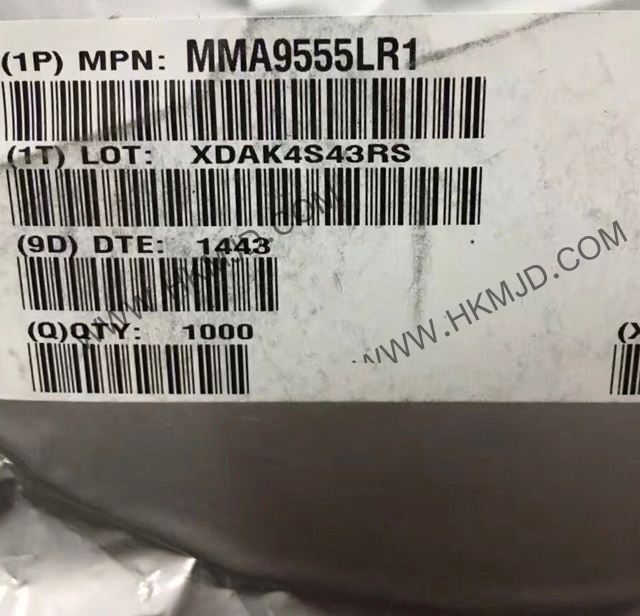 (1P) MPN: MMA9555LR1
(1T) LOT: XDAK4S43RS
(9D) DTE: 1443
(Q)QTY: 1000
WWW.HKMJD.COM
WWW.HKMJD.COM